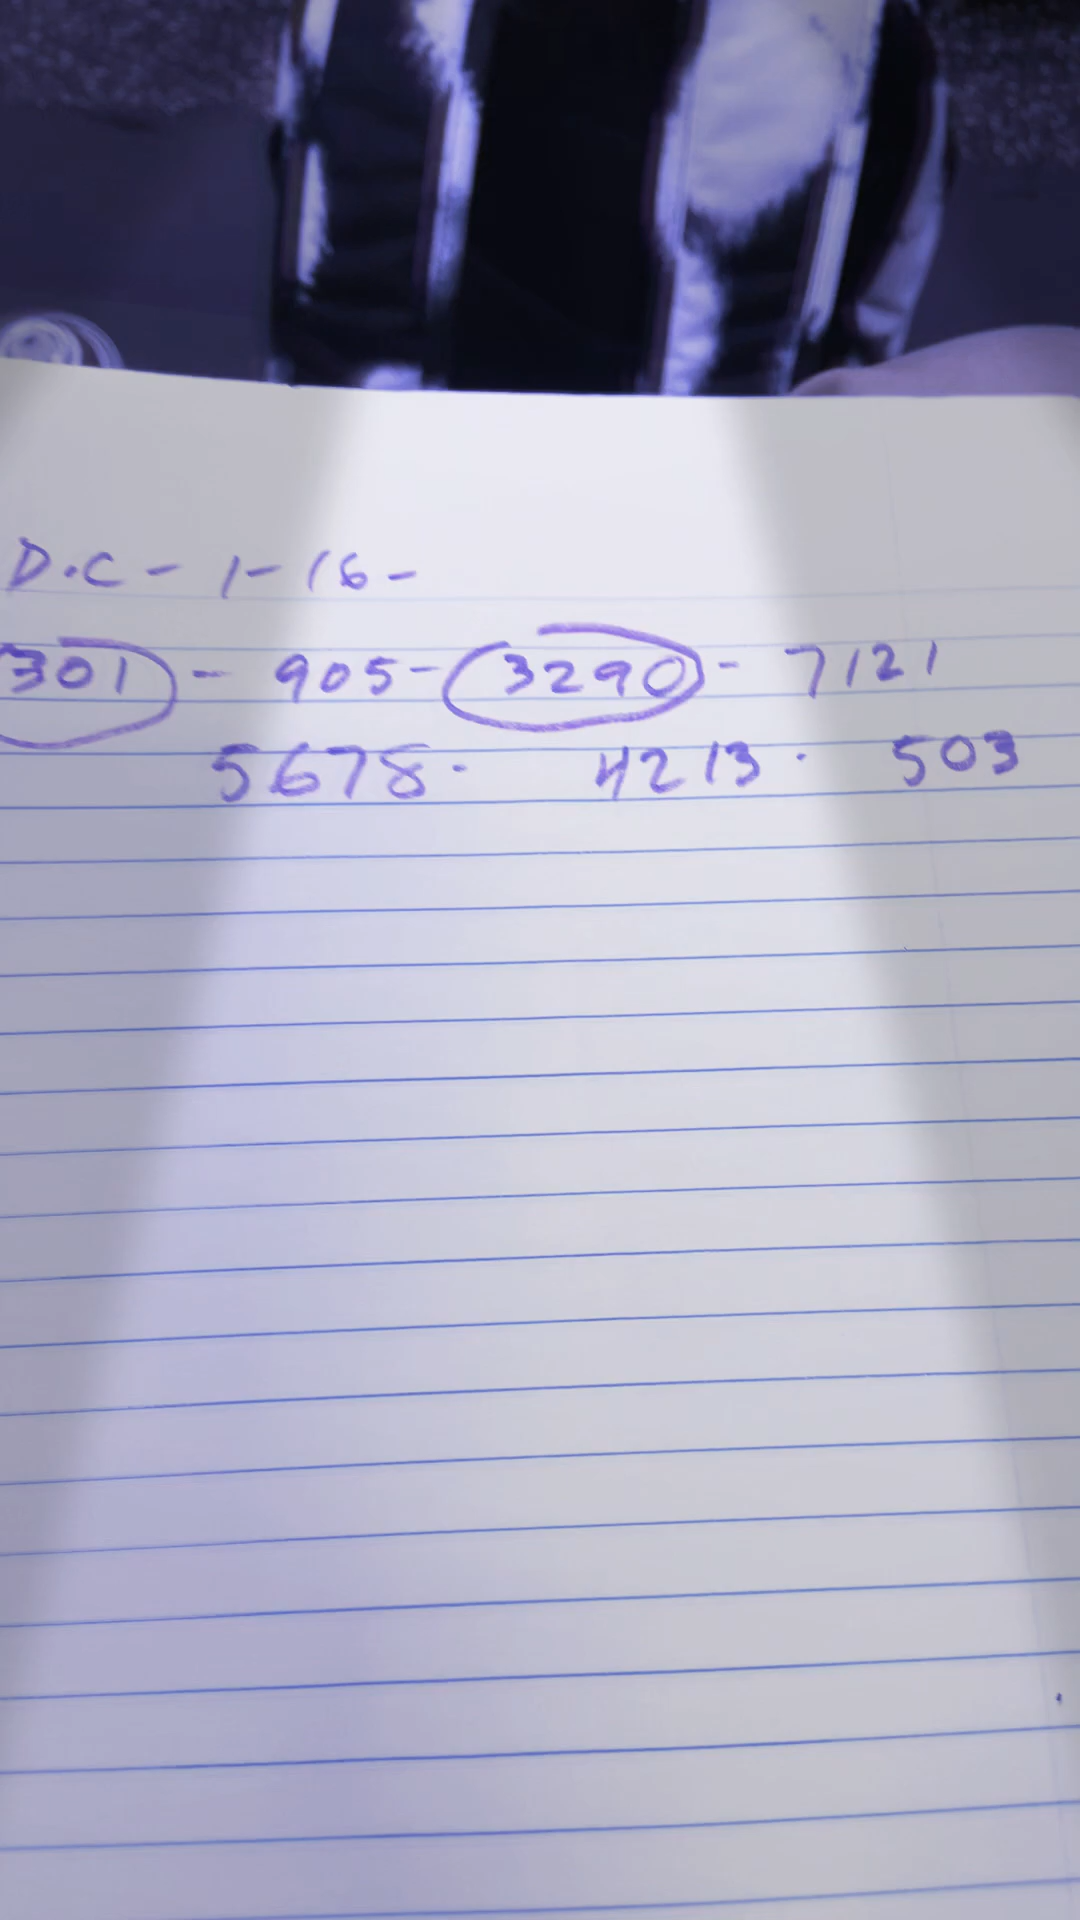 D.C - 1-16-
301 - 905- 3290 - 7121
5678. 4213. 503